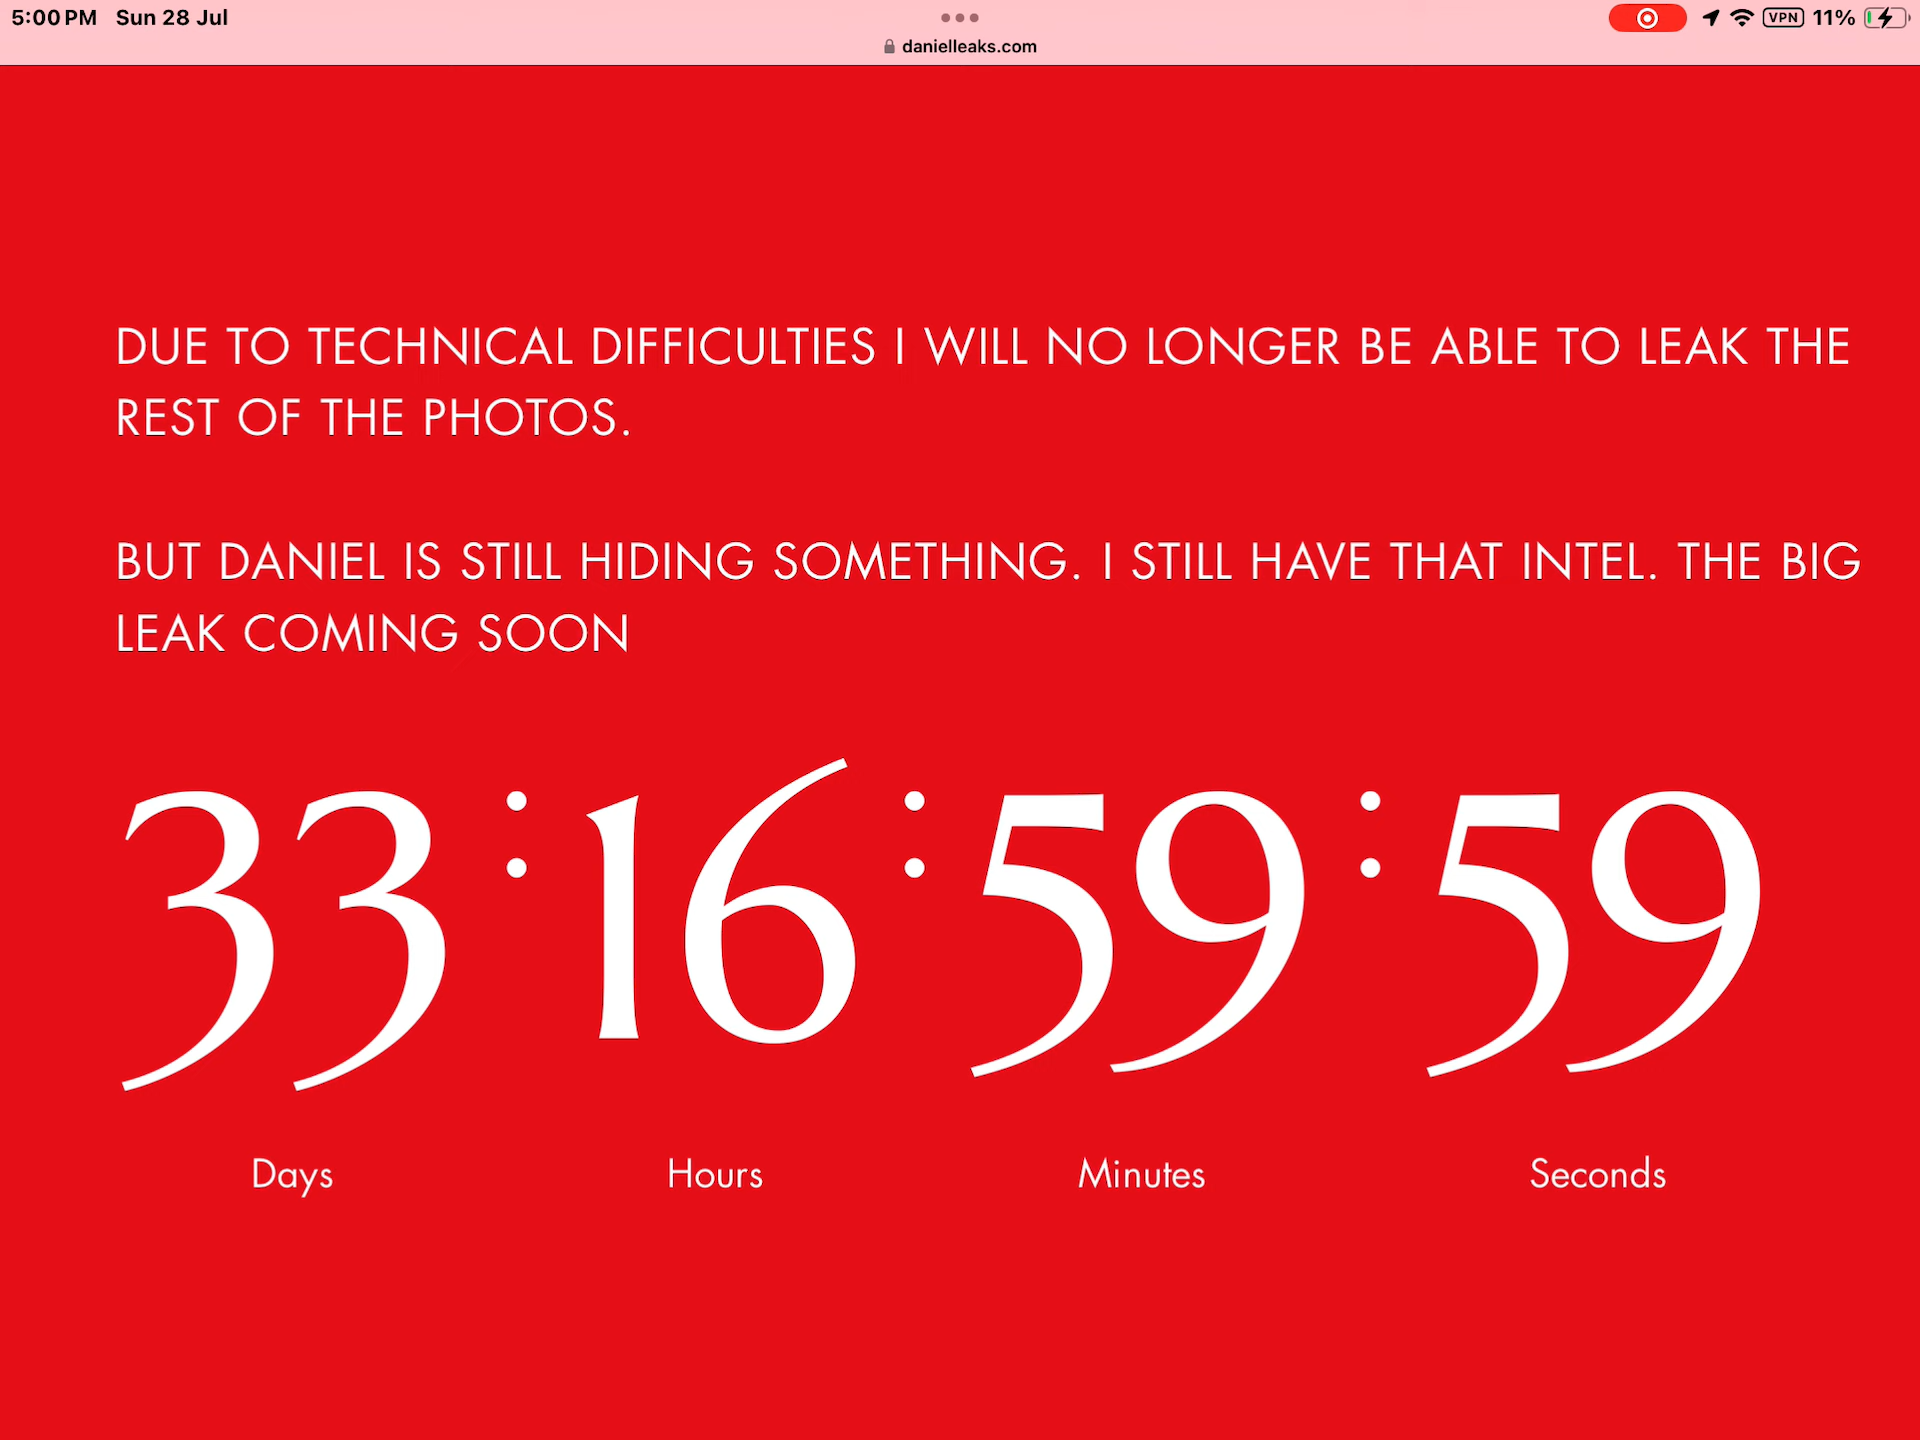 5:00 PM Sun 28 Jul
VPN 11%
danielleaks.com
DUE TO TECHNICAL DIFFICULTIES I WILL NO LONGER BE ABLE TO LEAK THE
REST OF THE PHOTOS.
BUT DANIEL IS STILL HIDING SOMETHING. I STILL HAVE THAT INTEL. THE BIG
LEAK COMING SOON
33 : 16 : 59 : 59
Days Hours Minutes Seconds